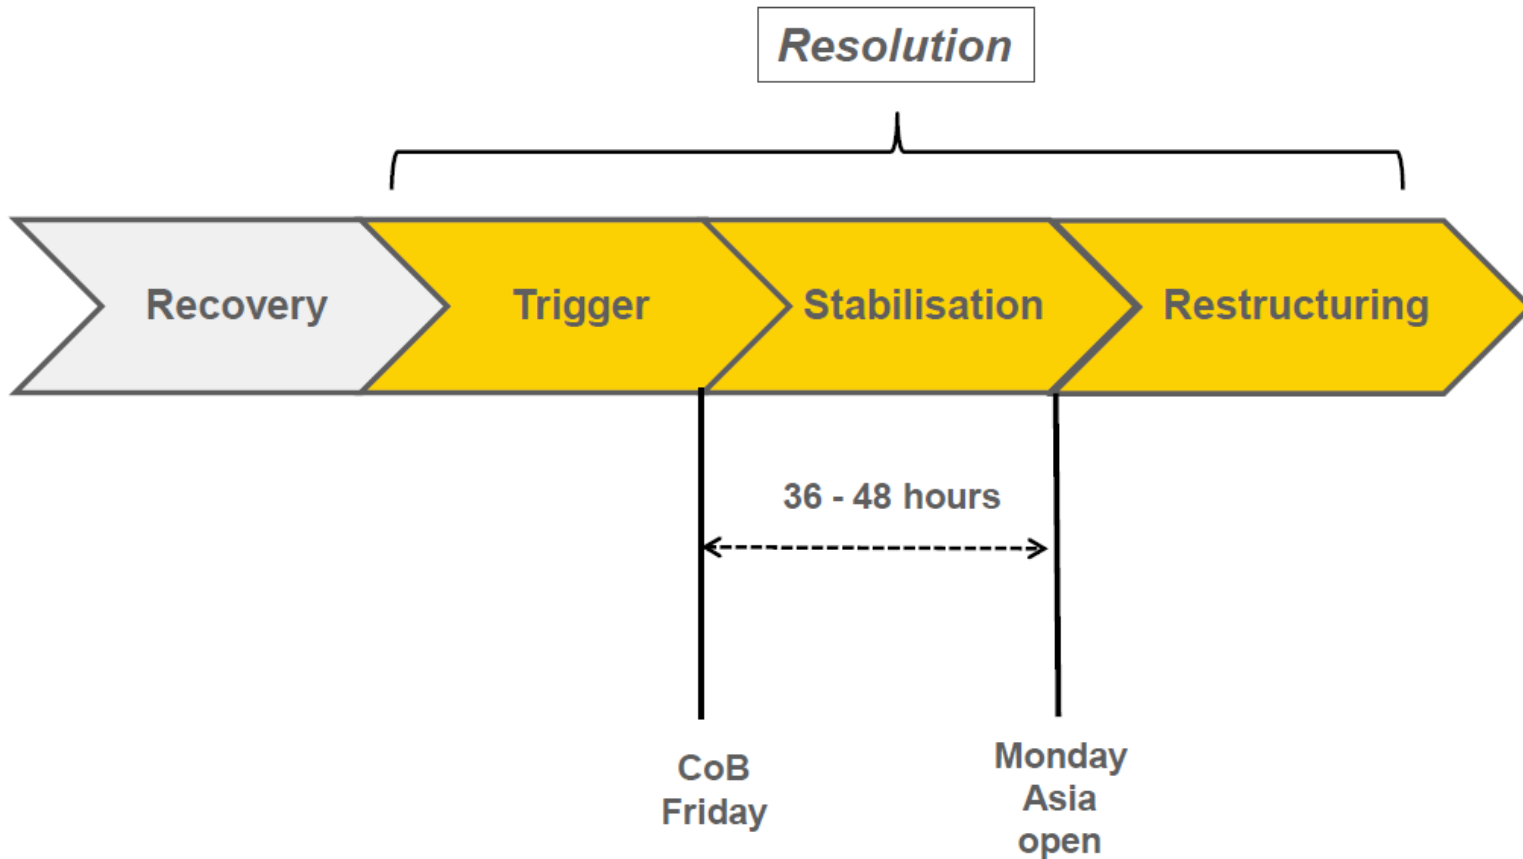 Resolution
Recovery
Trigger
Stabilisation
Restructuring
36 - 48 hours
CoB
Friday
Monday
Asia
open